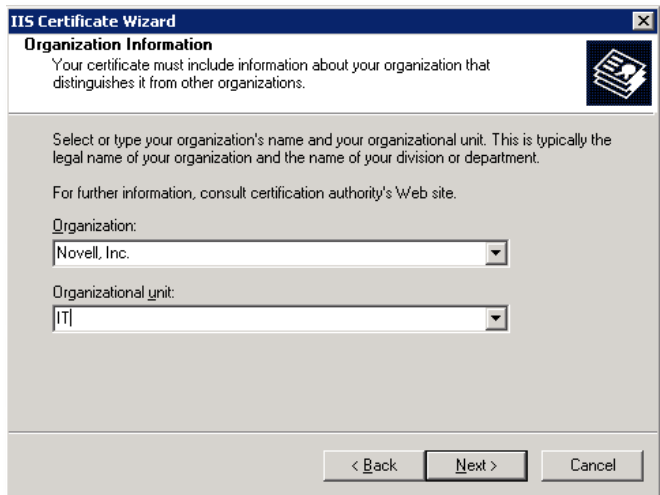 IIS Certificate Wizard
Organization Information
Your certificate must include information about your organization that
distinguishes it from other organizations.
Select or type your organization's name and your organizational unit. This is typically the
legal name of your organization and the name of your division or department.
For further information, consult certification authority's Web site.
Organization:
Novell, Inc.
Organizational unit:
IT
< Back
Next >
Cancel